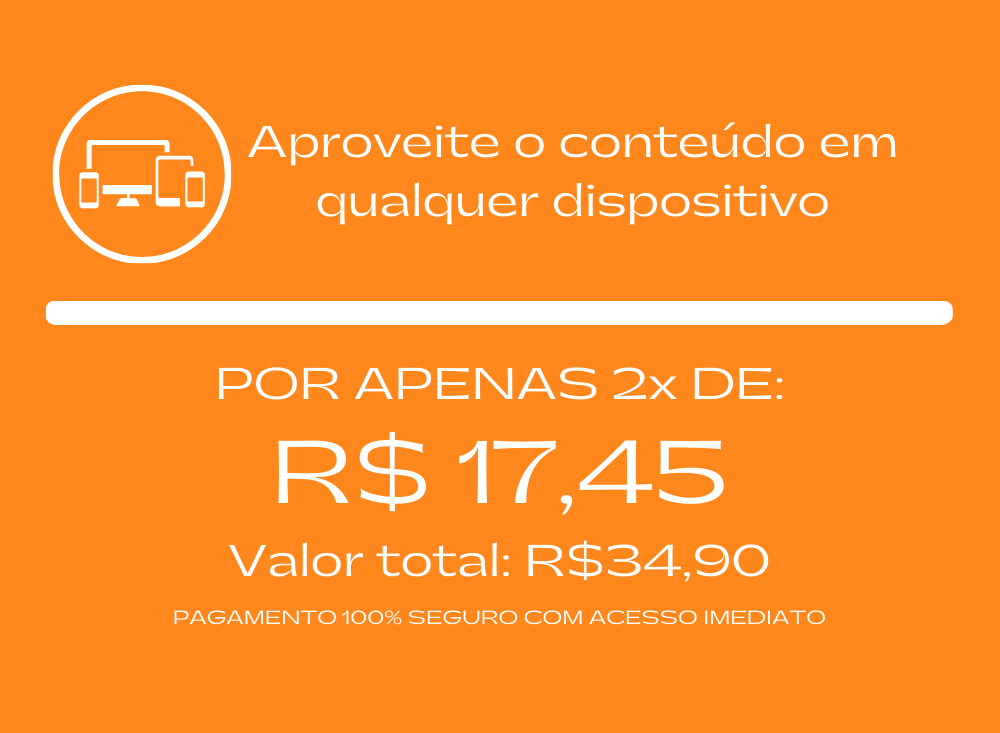 Aproveite o conteúdo em
qualquer dispositivo
POR APENAS 2x DE:
R$ 17,45
Valor total: R$34,90
PAGAMENTO 100% SEGURO COM ACESSO IMEDIATO